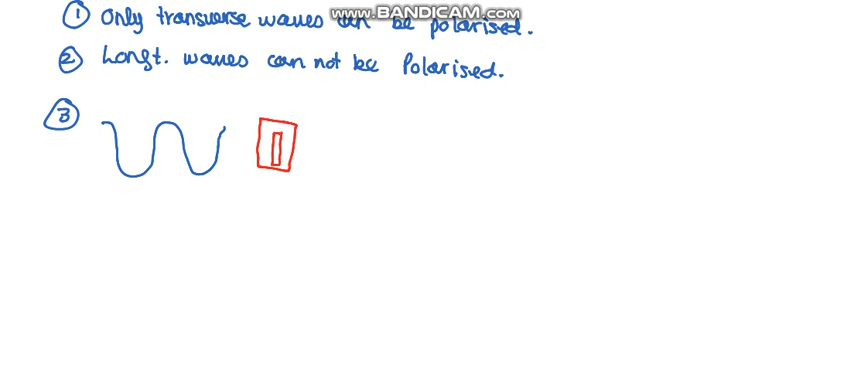 www.BANDICAM.com
① Only transverse waves can be polarised.
② Longt. waves can not be Polarised.
③